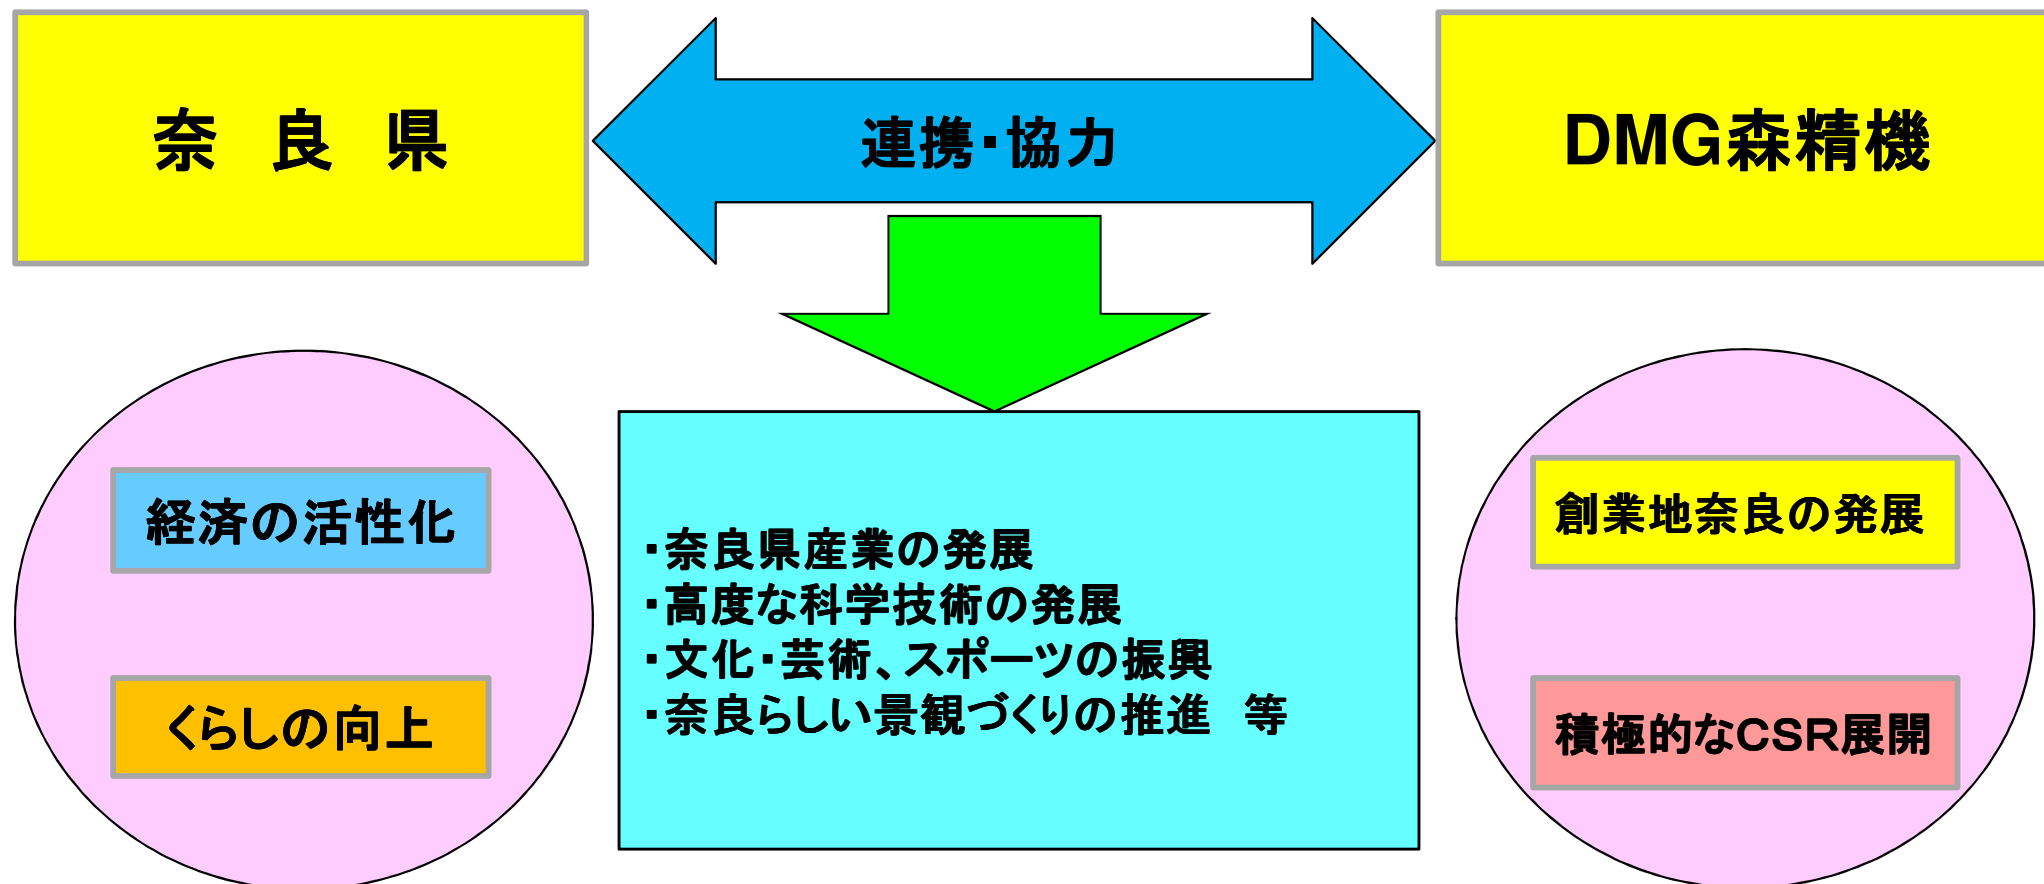 奈　良　県
連携・協力
DMG森精機
経済の活性化
くらしの向上
・奈良県産業の発展
・高度な科学技術の発展
・文化・芸術、スポーツの振興
・奈良らしい景観づくりの推進　等
創業地奈良の発展
積極的なCSR展開